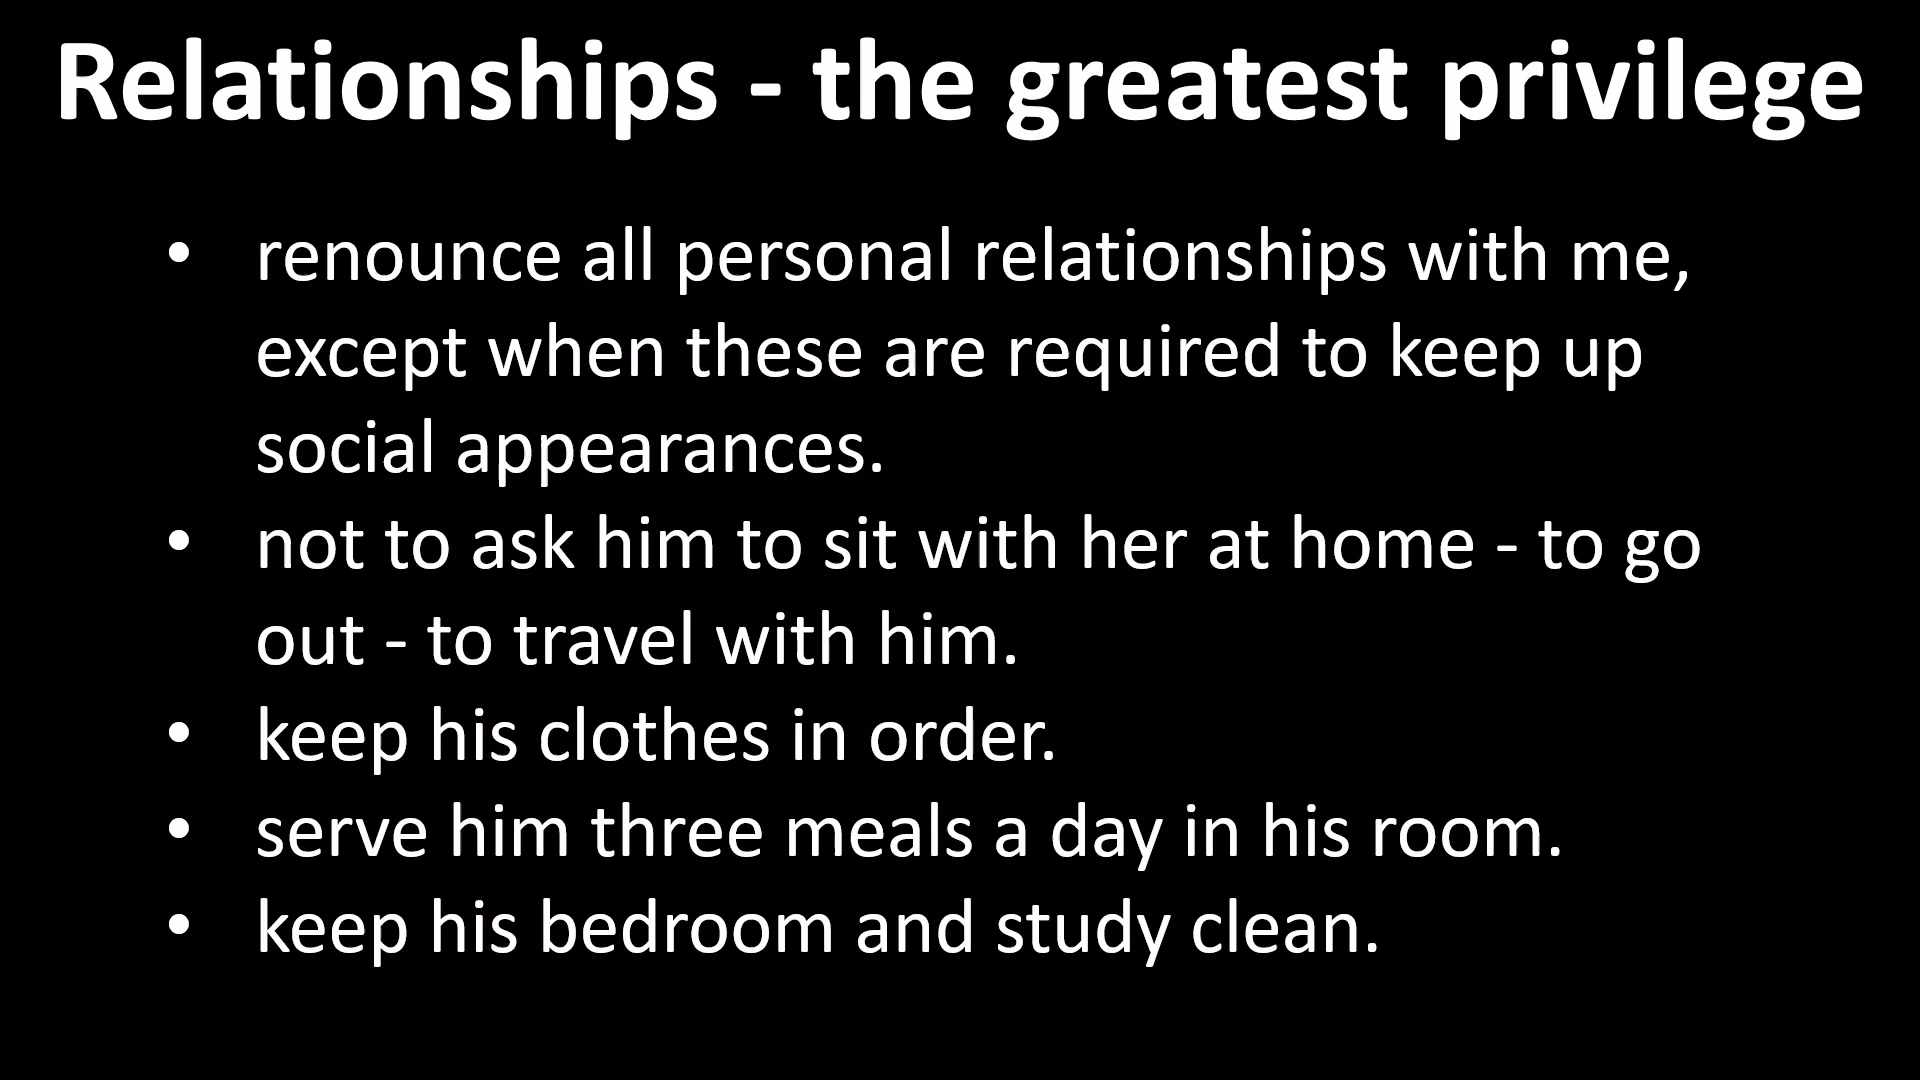 Relationships - the greatest privilege
• renounce all personal relationships with me,
except when these are required to keep up
social appearances.
• not to ask him to sit with her at home - to go
out - to travel with him.
• keep his clothes in order.
• serve him three meals a day in his room.
• keep his bedroom and study clean.